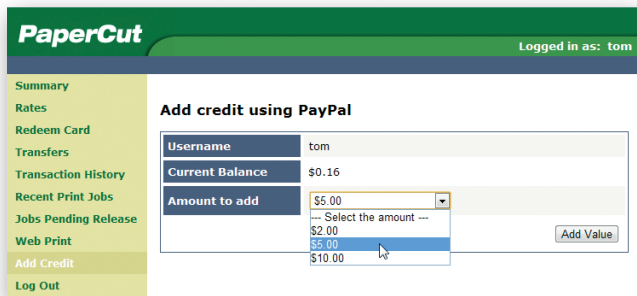 PaperCut
Logged in as: tom
Summary
Rates
Redeem Card
Transfers
Transaction History
Recent Print Jobs
Jobs Pending Release
Web Print
Add Credit
Log Out
Add credit using PayPal
Username tom
Current Balance $0.16
Amount to add $5.00
--- Select the amount ---
$2.00
$5.00
$10.00
Add Value